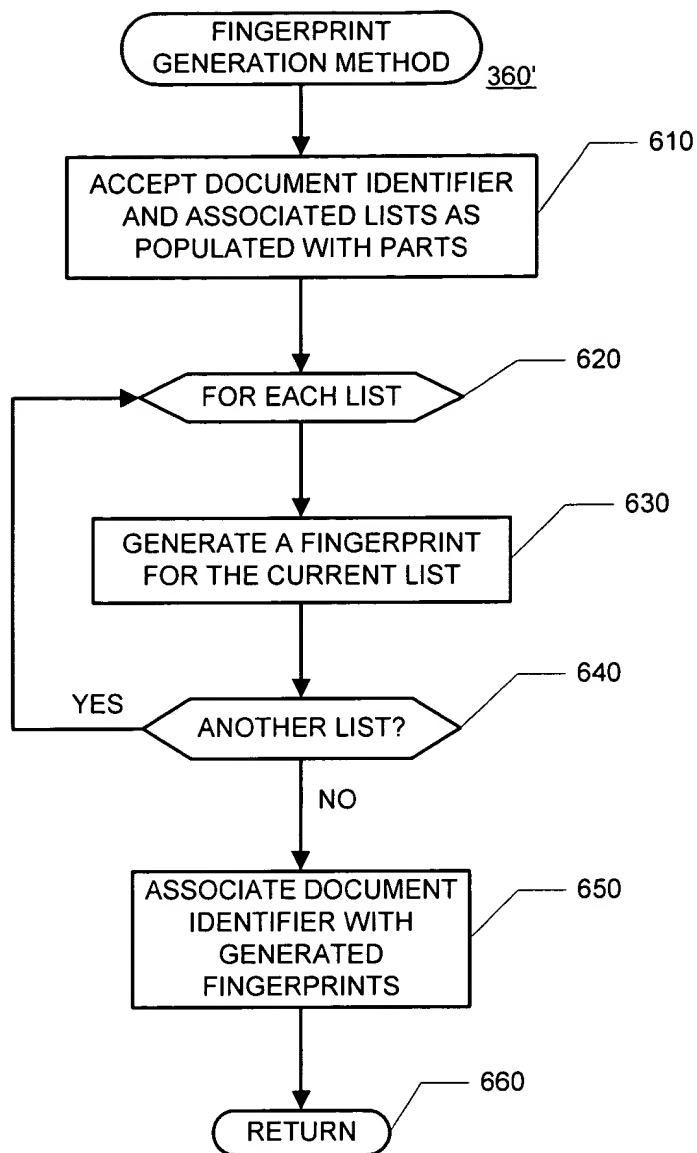 FINGERPRINT
GENERATION METHOD
360'
610
ACCEPT DOCUMENT IDENTIFIER
AND ASSOCIATED LISTS AS
POPULATED WITH PARTS
620
FOR EACH LIST
630
GENERATE A FINGERPRINT
FOR THE CURRENT LIST
640
YES
ANOTHER LIST?
NO
650
ASSOCIATE DOCUMENT
IDENTIFIER WITH
GENERATED
FINGERPRINTS
660
RETURN